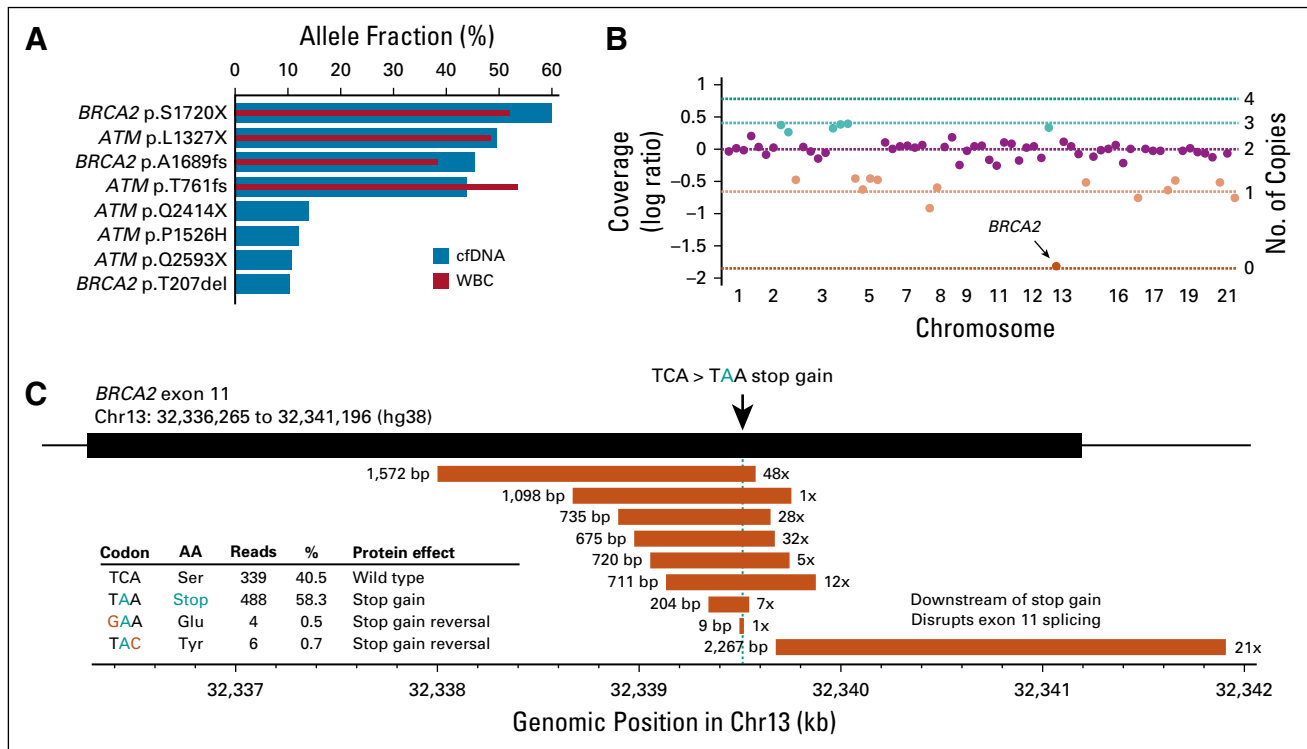 A
Allele Fraction (%)
0 10 20 30 40 50 60
BRCA2 p.S1720X
ATM p.L1327X
BRCA2 p.A1689fs
ATM p.T761fs
ATM p.Q2414X
ATM p.P1526H
ATM p.Q2593X
BRCA2 p.T207del
cfDNA
WBC
B
Coverage
(log ratio)
1
0.5
0
−0.5
−1
−1.5
−2
4
3
2
1
0
No. of Copies
BRCA2
1 2 3 5 7 8 9 11 12 13 16 17 19 21
Chromosome
C
BRCA2 exon 11
Chr13: 32,336,265 to 32,341,196 (hg38)
TCA > TAA stop gain
1,572 bp 48x
1,098 bp 1x
735 bp 28x
675 bp 32x
720 bp 5x
711 bp 12x
204 bp 7x
9 bp 1x
2,267 bp 21x
Downstream of stop gain
Disrupts exon 11 splicing
Codon AA Reads % Protein effect
TCA Ser 339 40.5 Wild type
TAA Stop 488 58.3 Stop gain
GAA Glu 4 0.5 Stop gain reversal
TAC Tyr 6 0.7 Stop gain reversal
32,337 32,338 32,339 32,340 32,341 32,342
Genomic Position in Chr13 (kb)